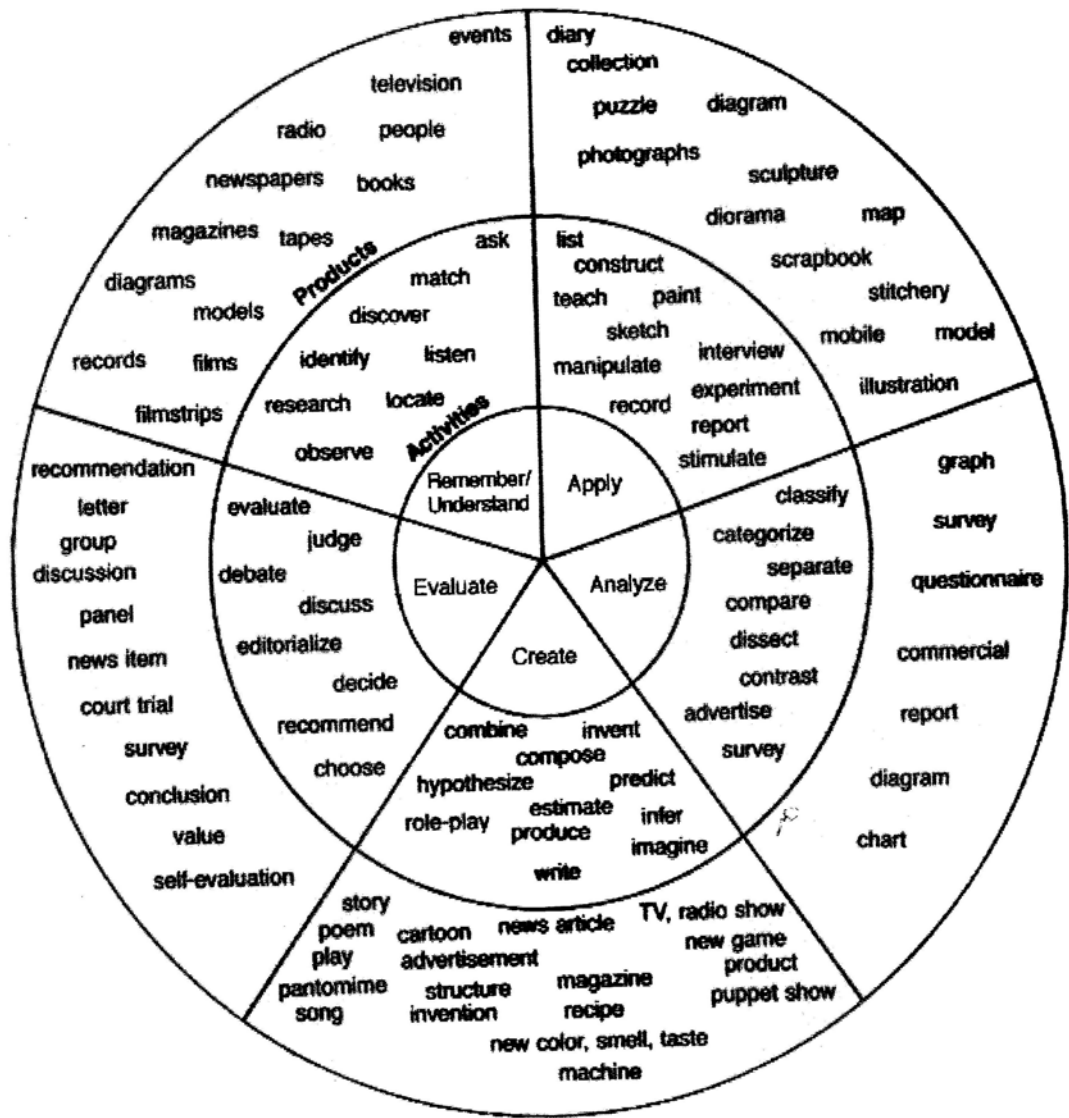 events
television
radio people
newspapers books
magazines tapes
diagrams
models
records films
filmstrips
Products
ask
match
discover
identify listen
research locate
observe
Activities
Remember/
Understand
diary
collection
puzzle diagram
photographs
sculpture
diorama map
scrapbook
stitchery
mobile model
illustration
list
construct
teach paint
sketch
manipulate interview
experiment
record
report
stimulate
Apply
graph
survey
questionnaire
commercial
report
diagram
chart
classify
categorize
separate
compare
dissect
contrast
advertise
survey
Analyze
Create
combine invent
compose
hypothesize predict
estimate
role-play infer
produce
imagine
write
story
poem cartoon news article TV, radio show
play advertisement new game
product
pantomime structure magazine puppet show
song invention recipe
new color, smell, taste
machine
Evaluate
evaluate
judge
debate
discuss
editorialize
decide
recommend
choose
recommendation
letter
group
discussion
panel
news item
court trial
survey
conclusion
value
self-evaluation